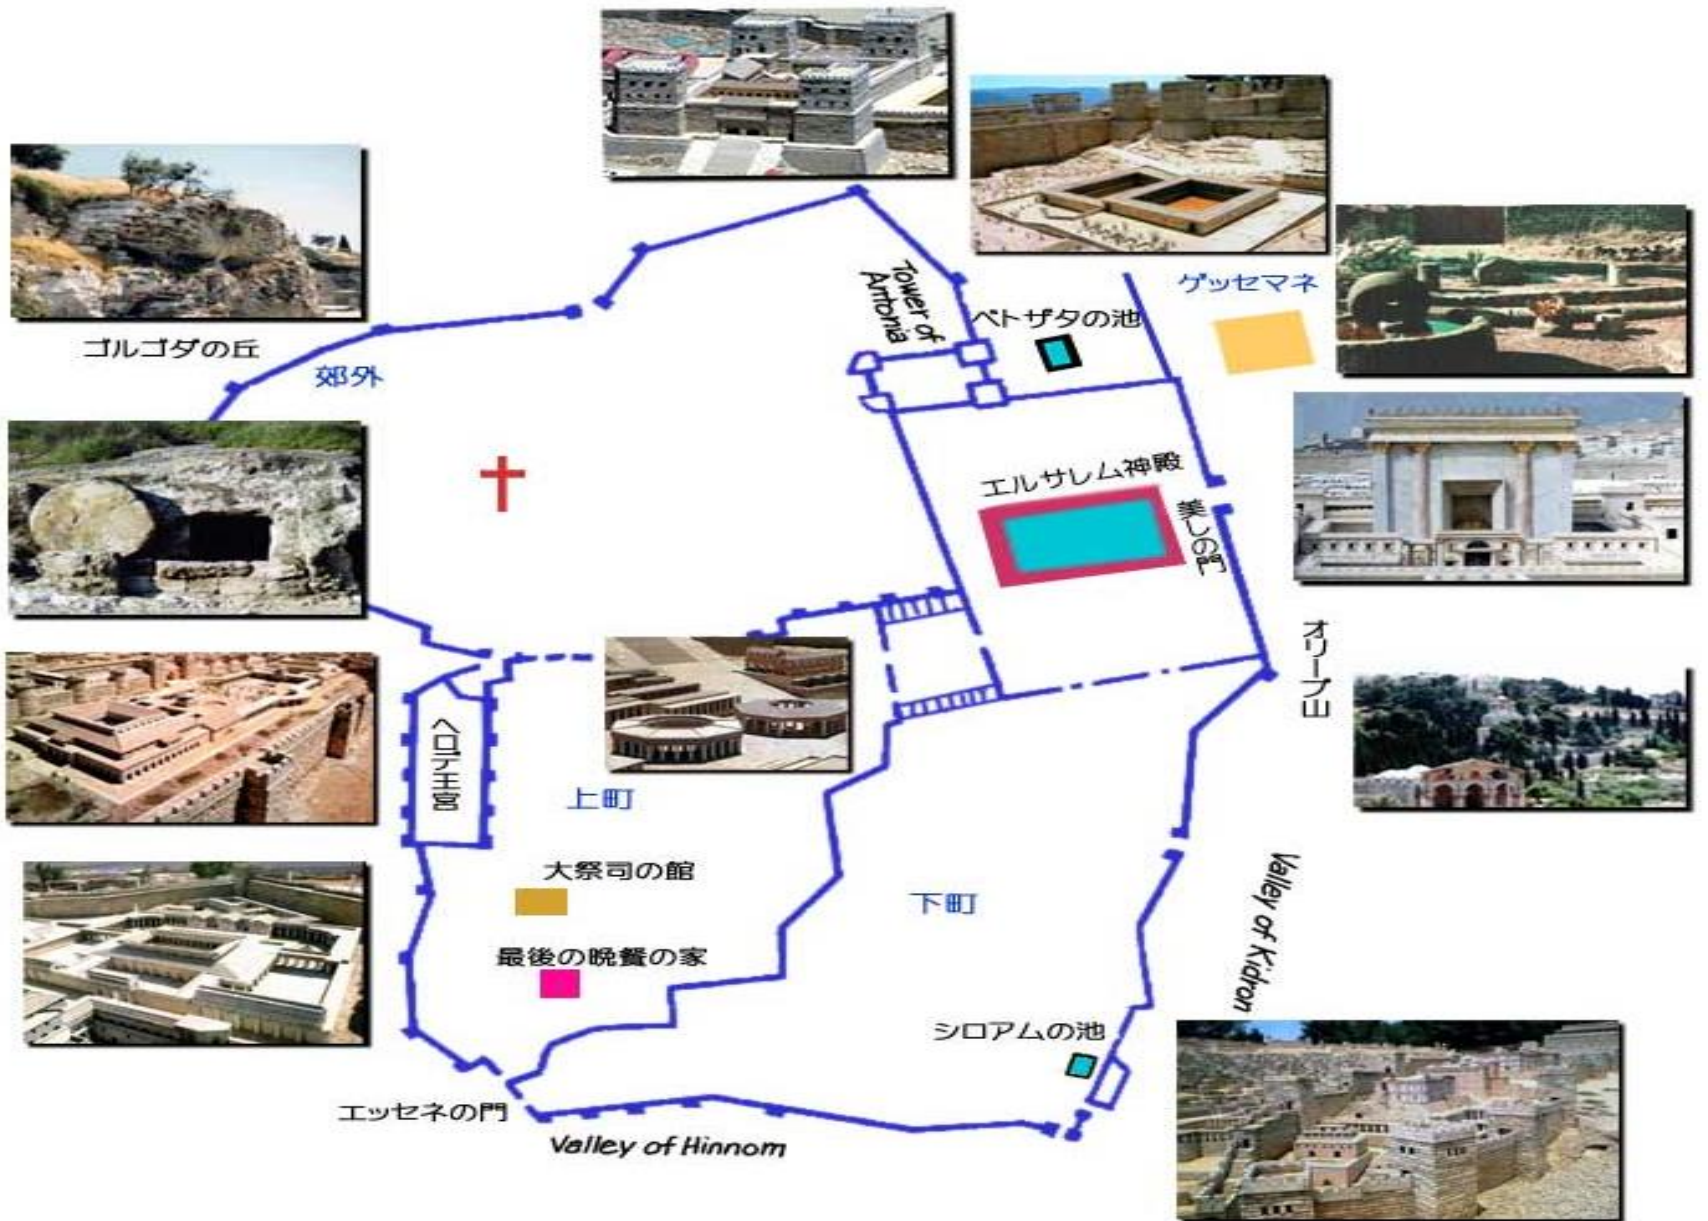 Tower of
Antonia
ゲッセマネ
ベトザタの池
ゴルゴダの丘
郊外
エルサレム神殿
美しの門
オリーブ山
ヘロデ王宮
上町
大祭司の館
下町
最後の晩餐の家
Valley of Kidron
シロアムの池
エッセネの門
Valley of Hinnom